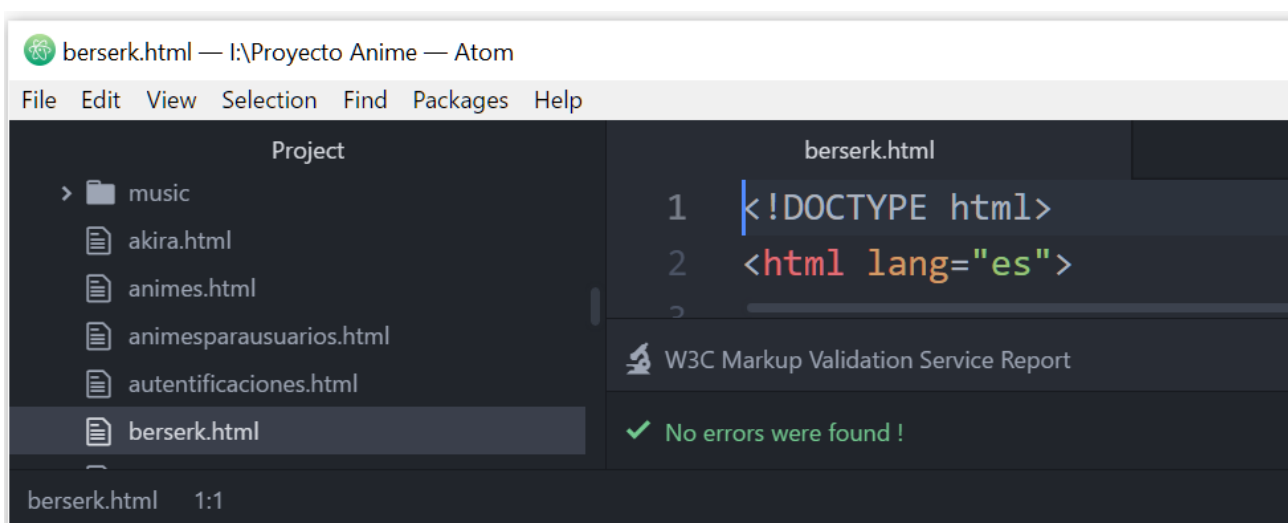 berserk.html — I:\Proyecto Anime — Atom
File Edit View Selection Find Packages Help
Project
music
akira.html
animes.html
animesparausuarios.html
autentificaciones.html
berserk.html
berserk.html
1 <!DOCTYPE html>
2 <html lang="es">
3
W3C Markup Validation Service Report
No errors were found !
berserk.html 1:1